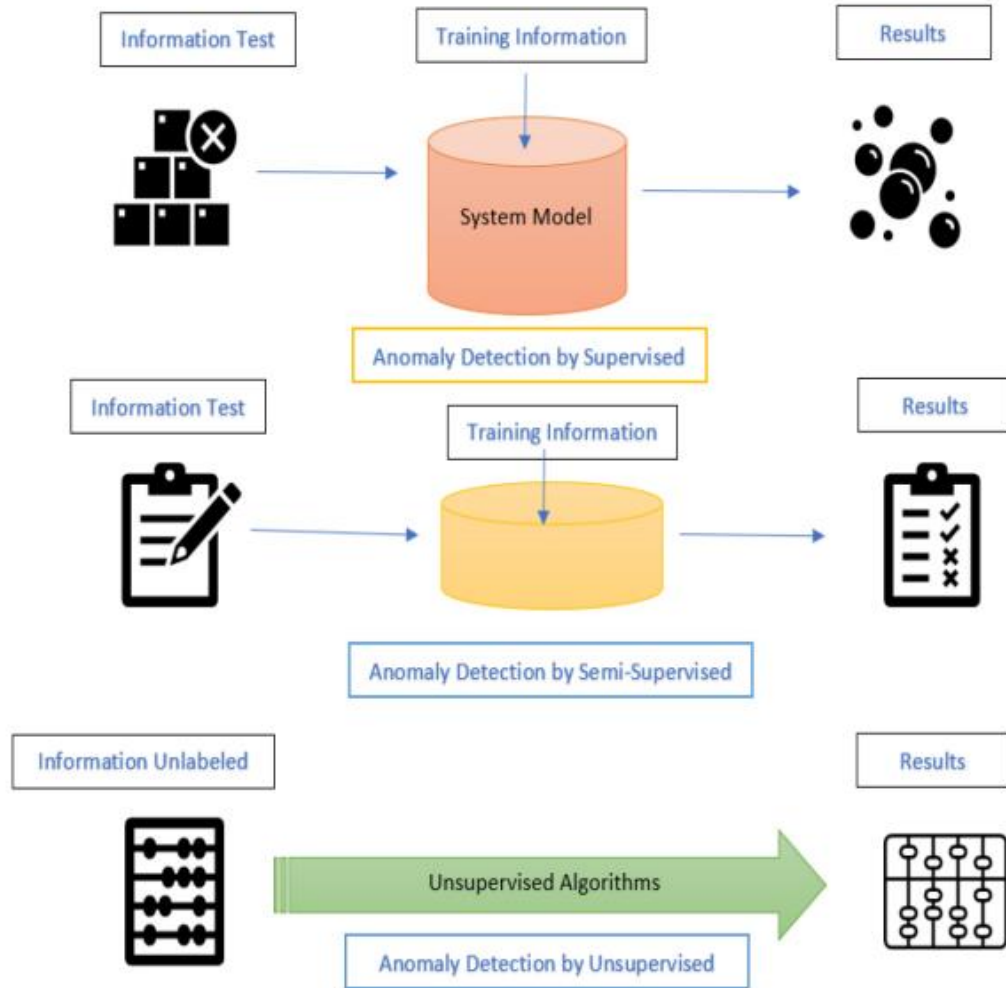 Information Test
Training Information
Results
System Model
Anomaly Detection by Supervised
Information Test
Training Information
Results
Anomaly Detection by Semi-Supervised
Information Unlabeled
Results
Unsupervised Algorithms
Anomaly Detection by Unsupervised